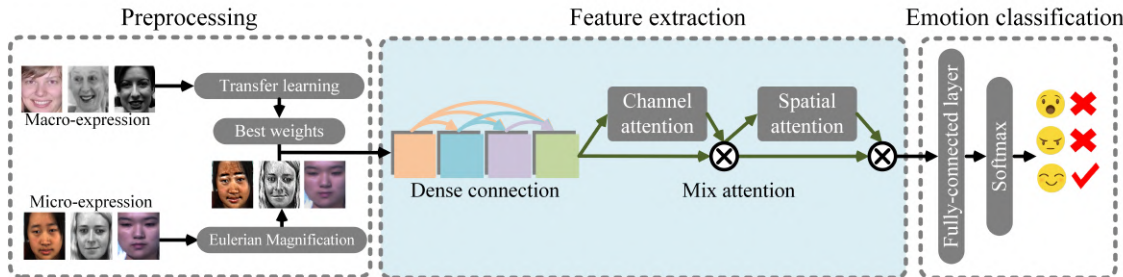 Preprocessing
Feature extraction
Emotion classification
Transfer learning
Macro-expression
Best weights
Micro-expression
Eulerian Magnification
Dense connection
Channel
attention
Spatial
attention
Mix attention
Fully-connected layer
Softmax